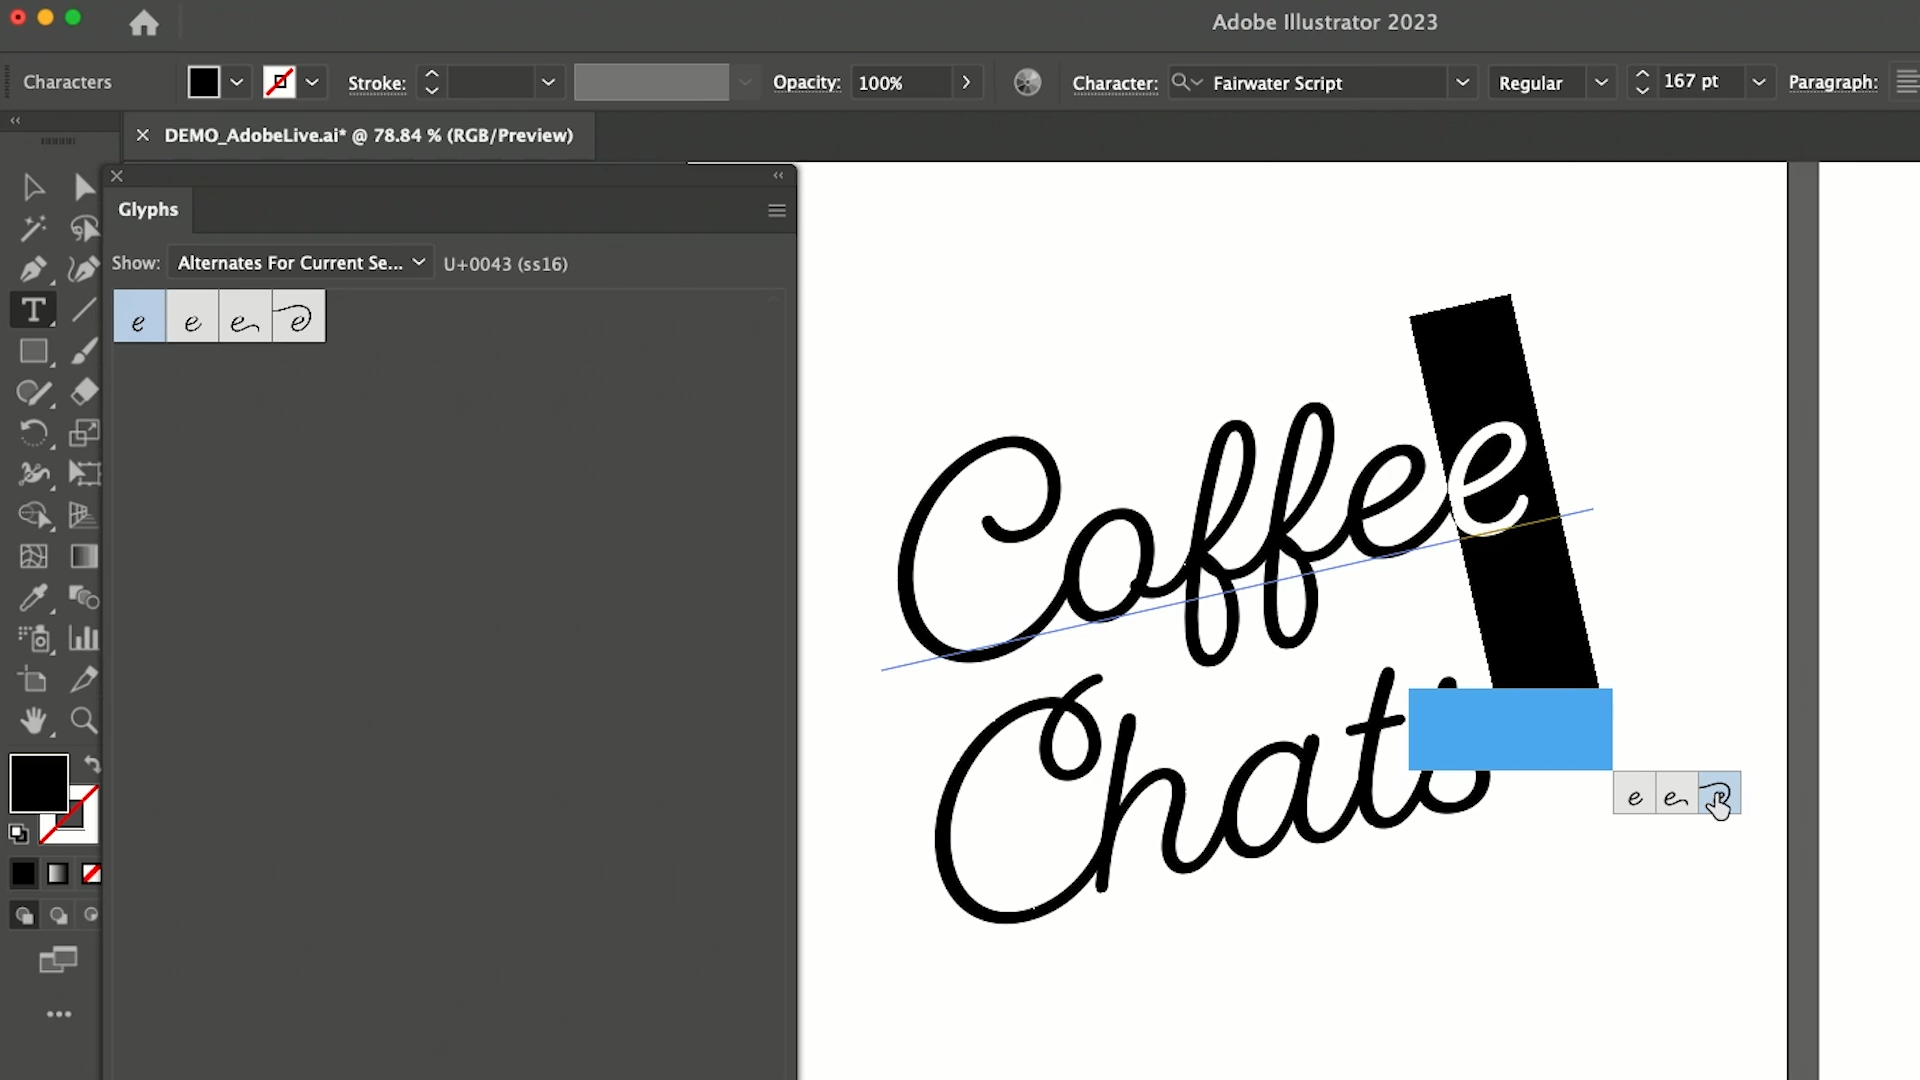 Adobe Illustrator 2023
Characters Stroke: Opacity: 100% Character: Fairwater Script Regular 167 pt Paragraph:
DEMO_AdobeLive.ai* @ 78.84 % (RGB/Preview)
Glyphs
Show: Alternates For Current Se... U+0043 (ss16)
e e e e
Coffee
Chats
e e e